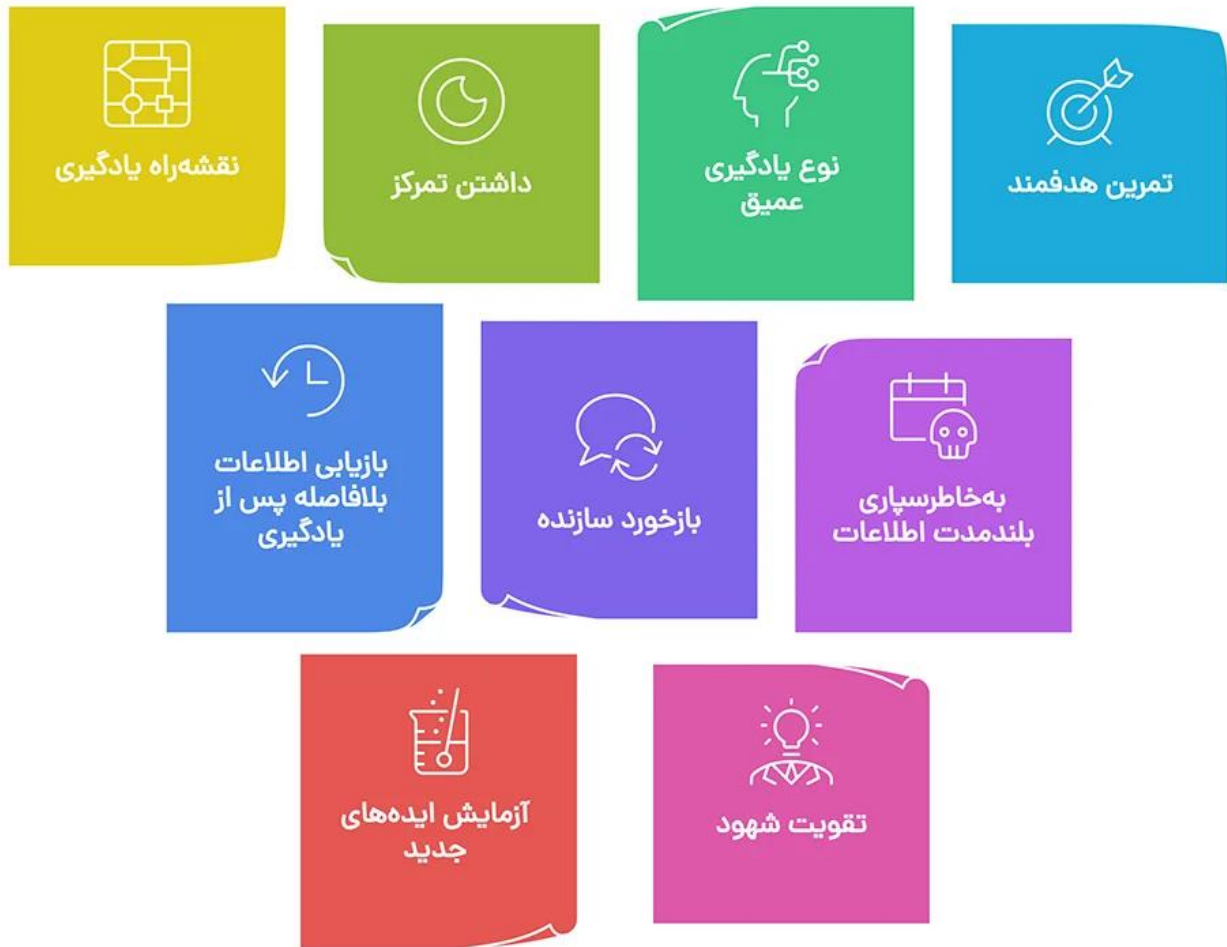 تمرین هدفمند
نوع یادگیری
عمیق
داشتن تمرکز
نقشه‌راه یادگیری
به‌خاطرسپاری
بلندمدت اطلاعات
بازخورد سازنده
بازیابی اطلاعات
بلافاصله پس از
یادگیری
تقویت شهود
آزمایش ایده‌های
جدید